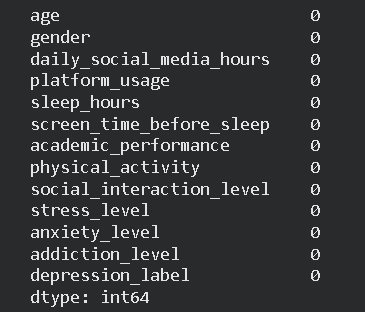 age 0
gender 0
daily_social_media_hours 0
platform_usage 0
sleep_hours 0
screen_time_before_sleep 0
academic_performance 0
physical_activity 0
social_interaction_level 0
stress_level 0
anxiety_level 0
addiction_level 0
depression_label 0
dtype: int64